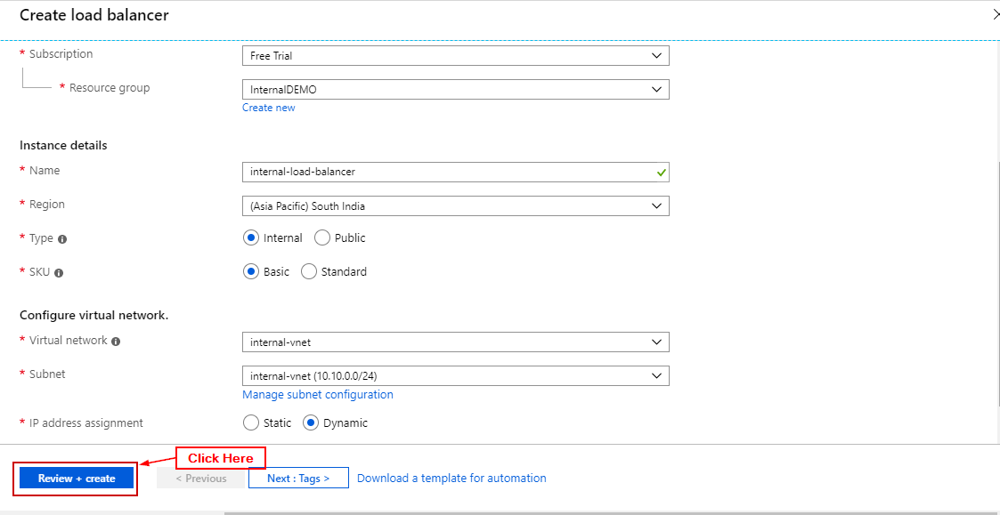 Create load balancer
* Subscription
Free Trial
* Resource group
InternalDEMO
Create new
Instance details
* Name
internal-load-balancer
* Region
(Asia Pacific) South India
* Type
Internal Public
* SKU
Basic Standard
Configure virtual network.
* Virtual network
internal-vnet
* Subnet
internal-vnet (10.10.0.0/24)
Manage subnet configuration
* IP address assignment
Static Dynamic
Click Here
Review + create
< Previous
Next : Tags >
Download a template for automation